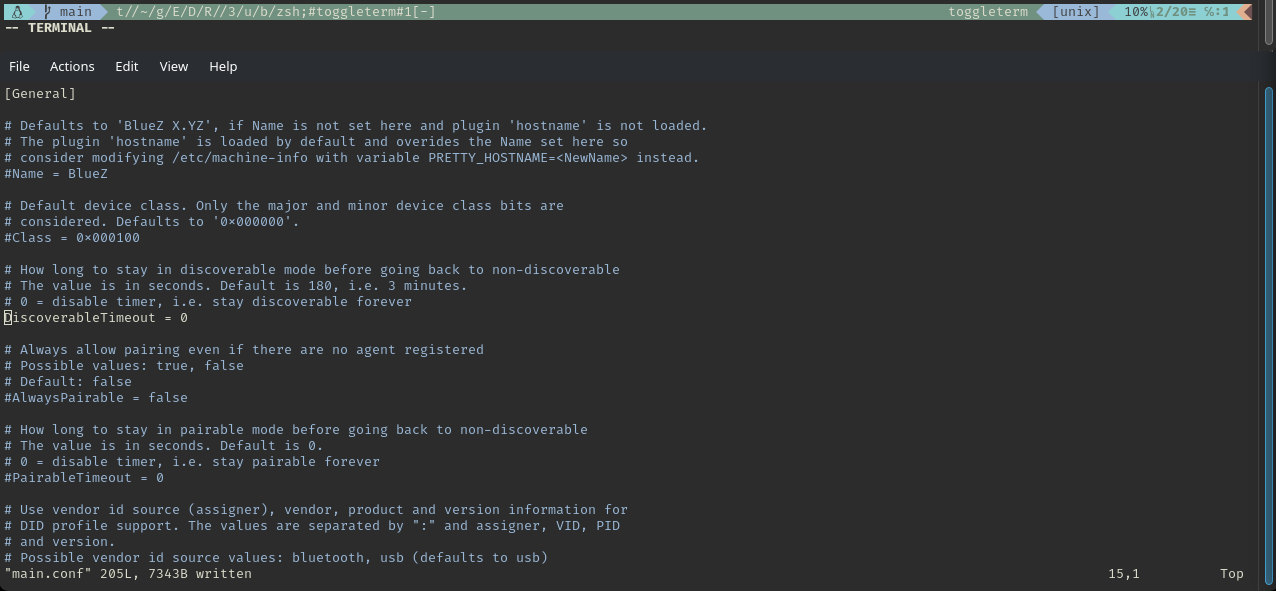 main t//~/g/E/D/R//3/u/b/zsh;#toggleterm#1[-] toggleterm [unix] 10% 2/20≡ ℅:1
-- TERMINAL --
File Actions Edit View Help
[General]
# Defaults to 'BlueZ X.YZ', if Name is not set here and plugin 'hostname' is not loaded.
# The plugin 'hostname' is loaded by default and overides the Name set here so
# consider modifying /etc/machine-info with variable PRETTY_HOSTNAME=<NewName> instead.
#Name = BlueZ
# Default device class. Only the major and minor device class bits are
# considered. Defaults to '0×000000'.
#Class = 0×000100
# How long to stay in discoverable mode before going back to non-discoverable
# The value is in seconds. Default is 180, i.e. 3 minutes.
# 0 = disable timer, i.e. stay discoverable forever
DiscoverableTimeout = 0
# Always allow pairing even if there are no agent registered
# Possible values: true, false
# Default: false
#AlwaysPairable = false
# How long to stay in pairable mode before going back to non-discoverable
# The value is in seconds. Default is 0.
# 0 = disable timer, i.e. stay pairable forever
#PairableTimeout = 0
# Use vendor id source (assigner), vendor, product and version information for
# DID profile support. The values are separated by ":" and assigner, VID, PID
# and version.
# Possible vendor id source values: bluetooth, usb (defaults to usb)
"main.conf" 205L, 7343B written 15,1 Top